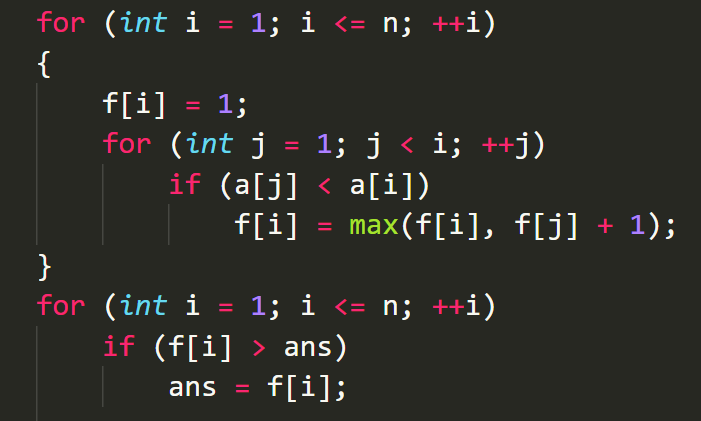 for (int i = 1; i <= n; ++i)
{
    f[i] = 1;
    for (int j = 1; j < i; ++j)
        if (a[j] < a[i])
            f[i] = max(f[i], f[j] + 1);
}
for (int i = 1; i <= n; ++i)
    if (f[i] > ans)
        ans = f[i];